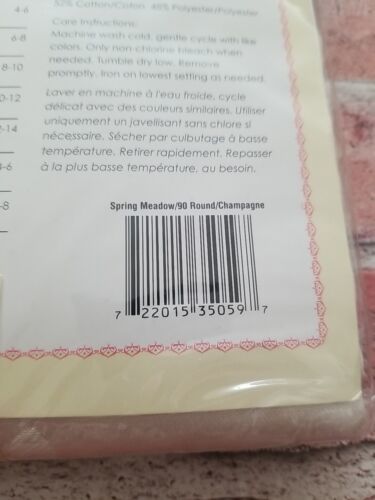 52% Cotton/Coton 48% Polyester/Polyester
4-6
Care Instructions:
Machine wash cold, gentle cycle with like
6-8
colors. Only non-chlorine bleach when
needed. Tumble dry low. Remove
8-10
promptly. Iron on lowest setting as needed.
0-12
Laver en machine à l'eau froide, cycle
délicat avec des couleurs similaires. Utiliser
2-14
uniquement un javellisant sans chlore si
nécessaire. Sécher par culbutage à basse
4-6
température. Retirer rapidement. Repasser
à la plus basse température, au besoin.
-8
Spring Meadow/90 Round/Champagne
7 22015 35059 7